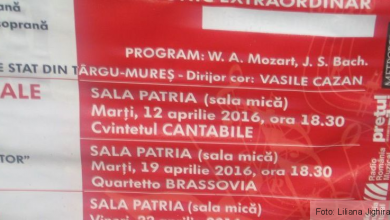 EXTRAORDINAR
ană
soprană
PROGRAM: W. A. Mozart, J. S. Bach.
E STAT DIN TÂRGU-MUREȘ - Dirijor cor: VASILE CAZAN
ALE
SALA PATRIA (sala mică)
Marți, 12 aprilie 2016, ora 18.30
Cvintetul CANTABILE
TOR"
SALA PATRIA (sala mică)
Marți, 19 aprilie 2016, ora 18.30
Quartetto BRASSOVIA
SALA PATRIA (sala mică)
prețul
Radio
România
Muzical
Foto: Liliana Jighira